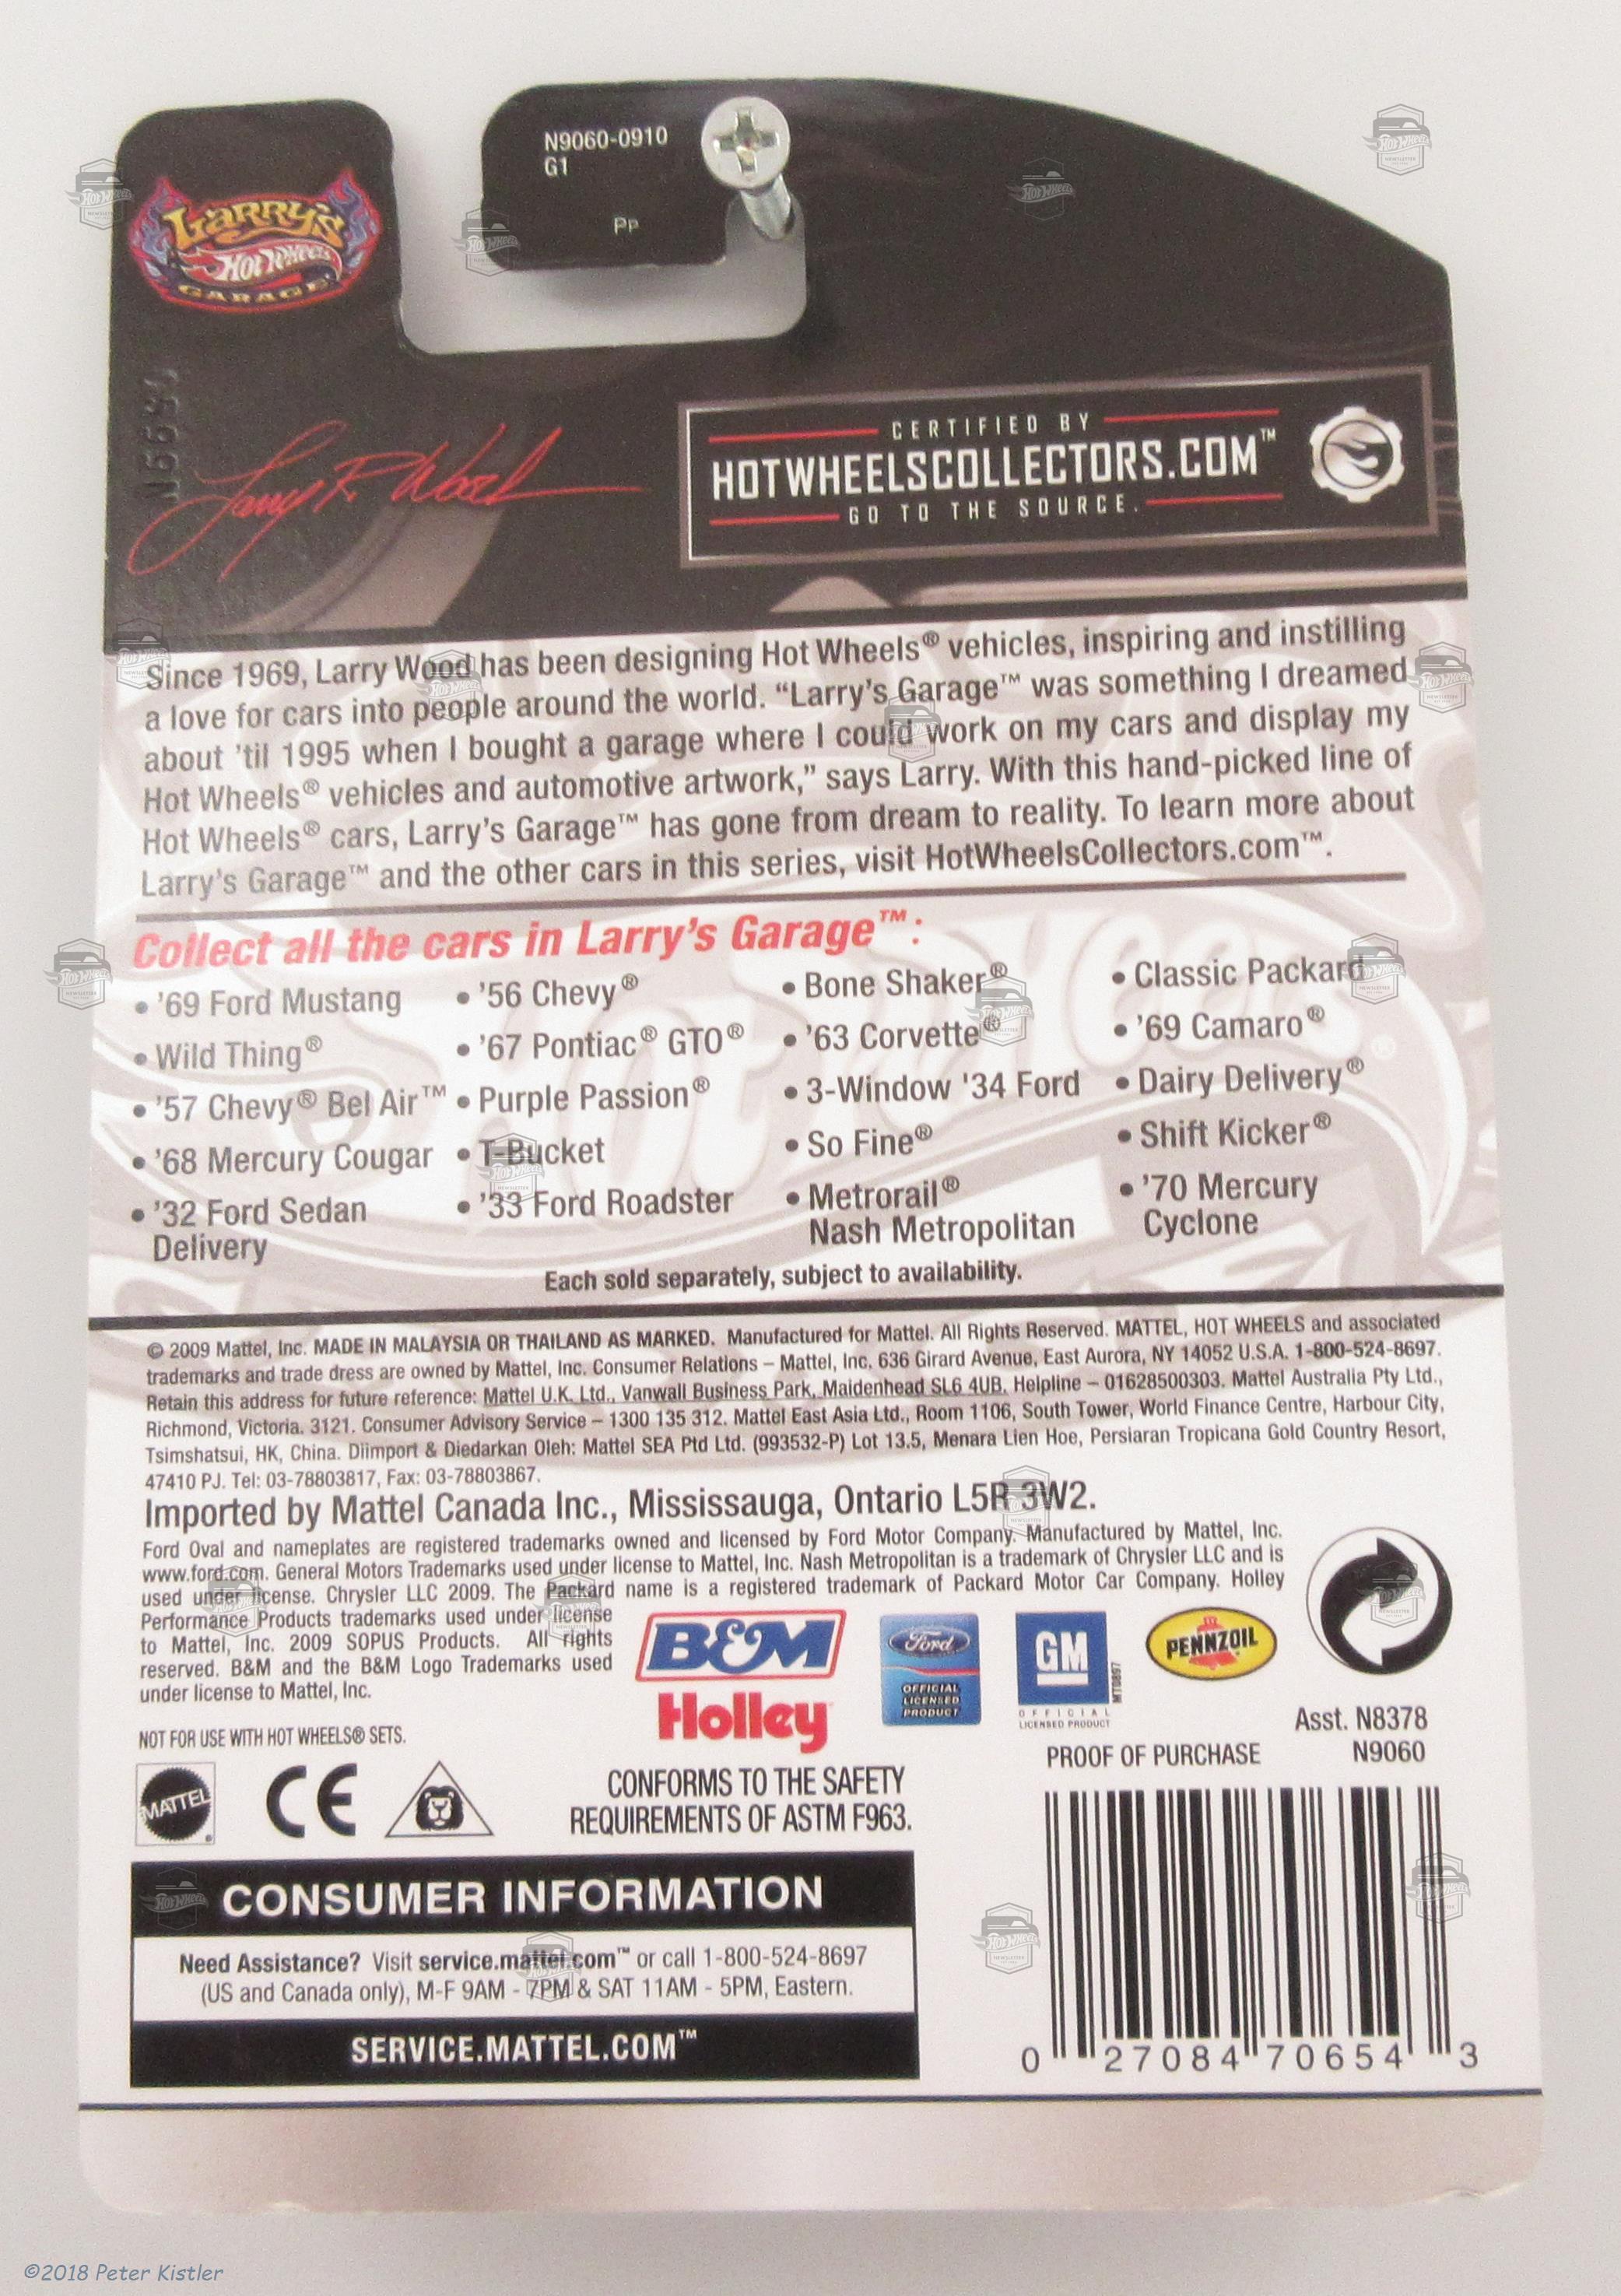 N9060-0910
G1
Pp
Larry's
Hot Wheels
GARAGE
Larry R Wood
CERTIFIED BY
HOTWHEELSCOLLECTORS.COM™
GO TO THE SOURCE.
Since 1969, Larry Wood has been designing Hot Wheels® vehicles, inspiring and instilling
a love for cars into people around the world. “Larry’s Garage™ was something I dreamed
about ’til 1995 when I bought a garage where I could work on my cars and display my
Hot Wheels® vehicles and automotive artwork,” says Larry. With this hand-picked line of
Hot Wheels® cars, Larry’s Garage™ has gone from dream to reality. To learn more about
Larry’s Garage™ and the other cars in this series, visit HotWheelsCollectors.com™.
Collect all the cars in Larry’s Garage™:
• ’69 Ford Mustang
• Wild Thing®
• ’57 Chevy® Bel Air™
• ’68 Mercury Cougar
• ’32 Ford Sedan
Delivery
• ’56 Chevy®
• ’67 Pontiac® GTO®
• Purple Passion®
• T-Bucket
• ’33 Ford Roadster
• Bone Shaker®
• ’63 Corvette®
• 3-Window '34 Ford
• So Fine®
• Metrorail®
Nash Metropolitan
• Classic Packard
• ’69 Camaro®
• Dairy Delivery®
• Shift Kicker®
• ’70 Mercury
Cyclone
Each sold separately, subject to availability.
© 2009 Mattel, Inc. MADE IN MALAYSIA OR THAILAND AS MARKED. Manufactured for Mattel. All Rights Reserved. MATTEL, HOT WHEELS and associated
trademarks and trade dress are owned by Mattel, Inc. Consumer Relations – Mattel, Inc. 636 Girard Avenue, East Aurora, NY 14052 U.S.A. 1-800-524-8697.
Retain this address for future reference: Mattel U.K. Ltd., Vanwall Business Park, Maidenhead SL6 4UB. Helpline – 01628500303. Mattel Australia Pty Ltd.,
Richmond, Victoria. 3121. Consumer Advisory Service – 1300 135 312. Mattel East Asia Ltd., Room 1106, South Tower, World Finance Centre, Harbour City,
Tsimshatsui, HK, China. Diimport & Diedarkan Oleh: Mattel SEA Ptd Ltd. (993532-P) Lot 13.5, Menara Lien Hoe, Persiaran Tropicana Gold Country Resort,
47410 PJ. Tel: 03-78803817, Fax: 03-78803867.
Imported by Mattel Canada Inc., Mississauga, Ontario L5R 3W2.
Ford Oval and nameplates are registered trademarks owned and licensed by Ford Motor Company. Manufactured by Mattel, Inc.
www.ford.com. General Motors Trademarks used under license to Mattel, Inc. Nash Metropolitan is a trademark of Chrysler LLC and is
used under license. Chrysler LLC 2009. The Packard name is a registered trademark of Packard Motor Car Company. Holley
Performance Products trademarks used under license
to Mattel, Inc. 2009 SOPUS Products. All rights
reserved. B&M and the B&M Logo Trademarks used
under license to Mattel, Inc.
B&M
Holley
Ford
OFFICIAL
LICENSED
PRODUCT
GM
MT0897
OFFICIAL
LICENSED PRODUCT
PENNZOIL
NOT FOR USE WITH HOT WHEELS® SETS.
Asst. N8378
N9060
PROOF OF PURCHASE
MATTEL
CE
CONFORMS TO THE SAFETY
REQUIREMENTS OF ASTM F963.
CONSUMER INFORMATION
Need Assistance? Visit service.mattel.com™ or call 1-800-524-8697
(US and Canada only), M-F 9AM - 7PM & SAT 11AM - 5PM, Eastern.
SERVICE.MATTEL.COM™
0 27084 70654 3
©2018 Peter Kistler